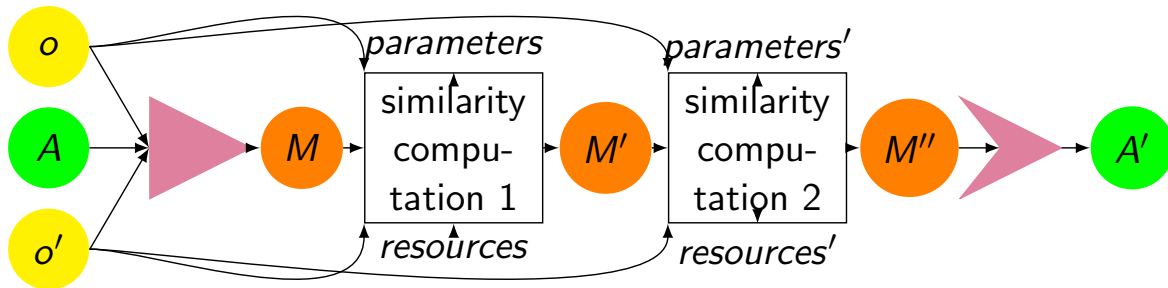 o
parameters
parameters'
A
M
similarity
compu-
tation 1
M'
similarity
compu-
tation 2
M''
A'
o'
resources
resources'